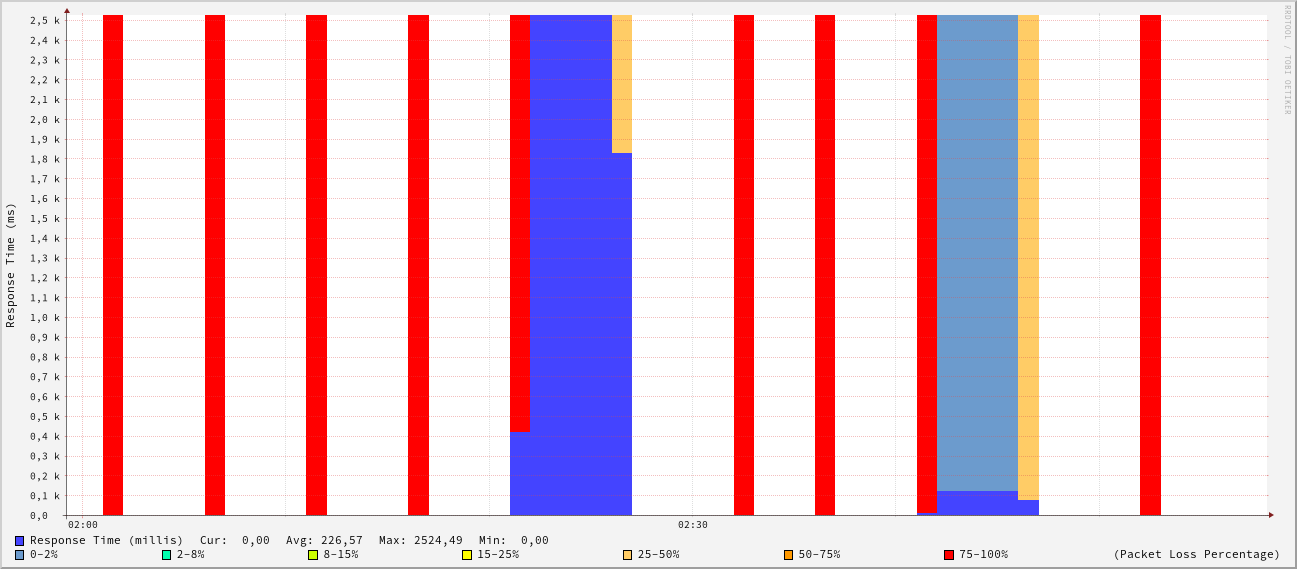 RRDTOOL / TOBI OETIKER
Response Time (ms)
2,5 k
2,4 k
2,3 k
2,2 k
2,1 k
2,0 k
1,9 k
1,8 k
1,7 k
1,6 k
1,5 k
1,4 k
1,3 k
1,2 k
1,1 k
1,0 k
0,9 k
0,8 k
0,7 k
0,6 k
0,5 k
0,4 k
0,3 k
0,2 k
0,1 k
0,0
02:00 02:30
Response Time (millis) Cur: 0,00 Avg: 226,57 Max: 2524,49 Min: 0,00
0-2% 2-8% 8-15% 15-25% 25-50% 50-75% 75-100% (Packet Loss Percentage)